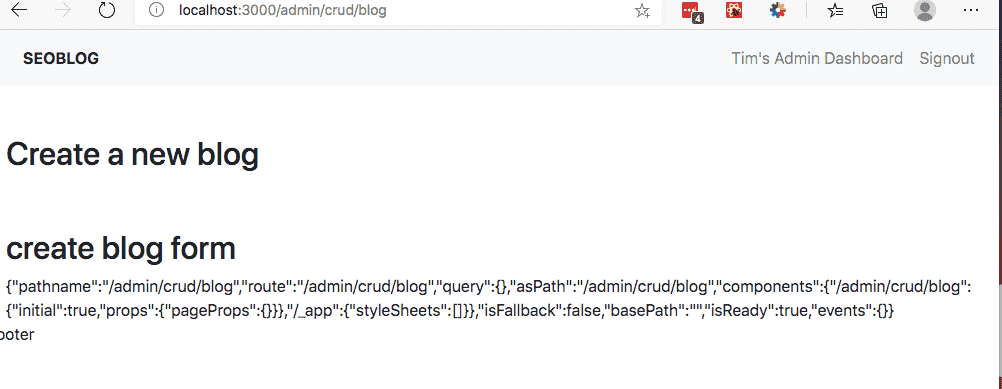 localhost:3000/admin/crud/blog
4
SEOBLOG
Tim's Admin Dashboard Signout
Create a new blog
create blog form
{"pathname":"/admin/crud/blog","route":"/admin/crud/blog","query":{},"asPath":"/admin/crud/blog","components":{"/admin/crud/blog":
{"initial":true,"props":{"pageProps":{}}},"/_app":{"styleSheets":[]}},"isFallback":false,"basePath":"","isReady":true,"events":{}}
ooter